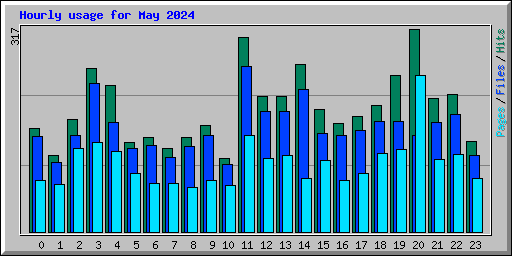 Hourly usage for May 2024
317
Pages / Files / Hits
0 1 2 3 4 5 6 7 8 9 10 11 12 13 14 15 16 17 18 19 20 21 22 23